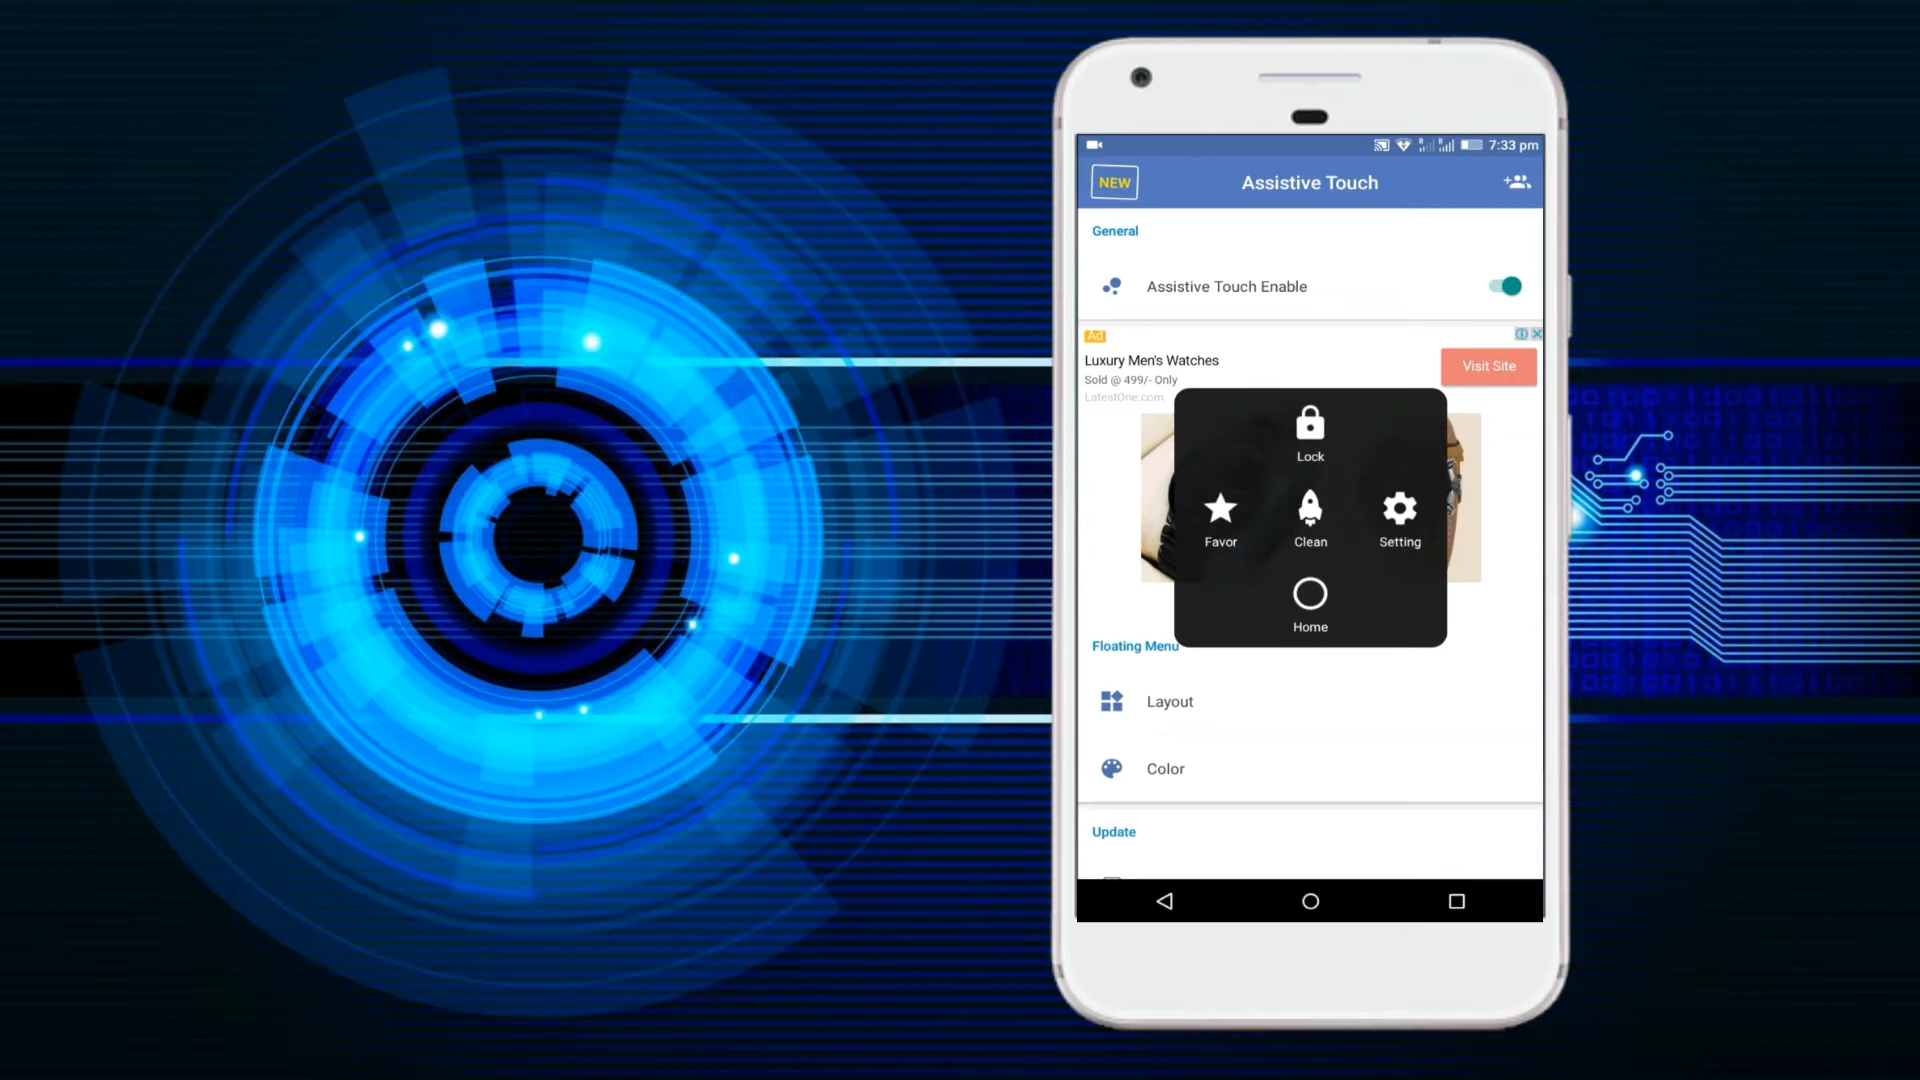 7:33 pm
NEW
Assistive Touch
General
Assistive Touch Enable
Ad
Luxury Men's Watches
Visit Site
Sold @ 499/- Only
LatestOne.com
Lock
Favor
Clean
Setting
Home
Floating Menu
Layout
Color
Update